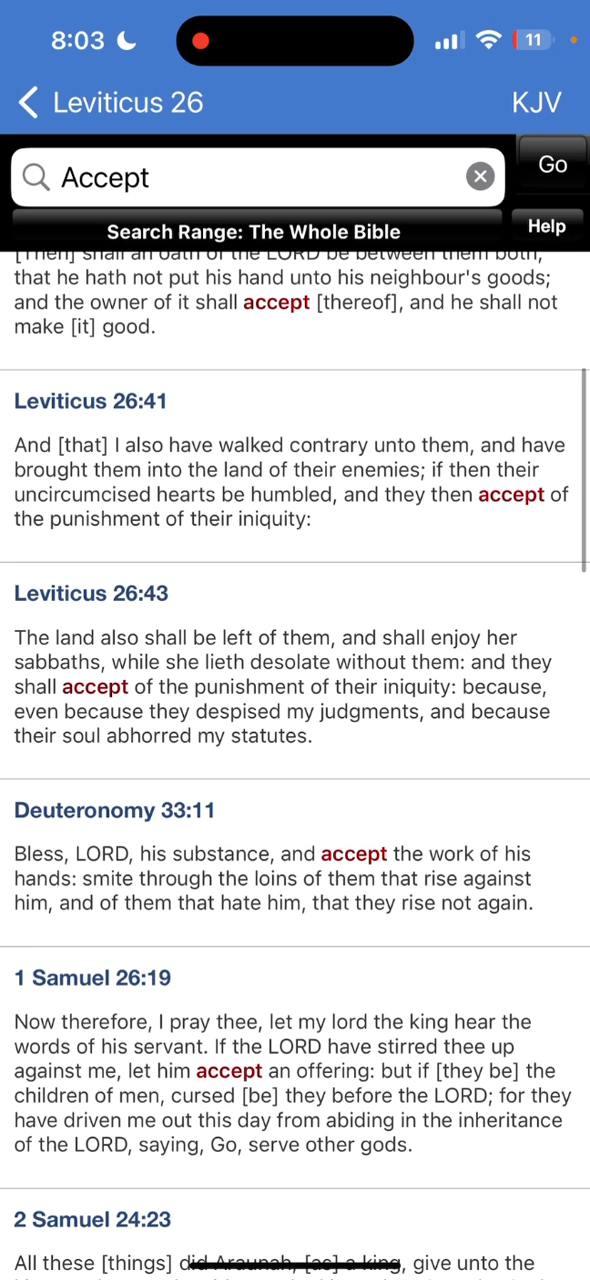 8:03
11
Leviticus 26
KJV
Accept
Go
Search Range: The Whole Bible
Help
[Then] shall an oath of the LORD be between them both,
that he hath not put his hand unto his neighbour's goods;
and the owner of it shall accept [thereof], and he shall not
make [it] good.
Leviticus 26:41
And [that] I also have walked contrary unto them, and have
brought them into the land of their enemies; if then their
uncircumcised hearts be humbled, and they then accept of
the punishment of their iniquity:
Leviticus 26:43
The land also shall be left of them, and shall enjoy her
sabbaths, while she lieth desolate without them: and they
shall accept of the punishment of their iniquity: because,
even because they despised my judgments, and because
their soul abhorred my statutes.
Deuteronomy 33:11
Bless, LORD, his substance, and accept the work of his
hands: smite through the loins of them that rise against
him, and of them that hate him, that they rise not again.
1 Samuel 26:19
Now therefore, I pray thee, let my lord the king hear the
words of his servant. If the LORD have stirred thee up
against me, let him accept an offering: but if [they be] the
children of men, cursed [be] they before the LORD; for they
have driven me out this day from abiding in the inheritance
of the LORD, saying, Go, serve other gods.
2 Samuel 24:23
All these [things] did Araunah, [as] a king, give unto the